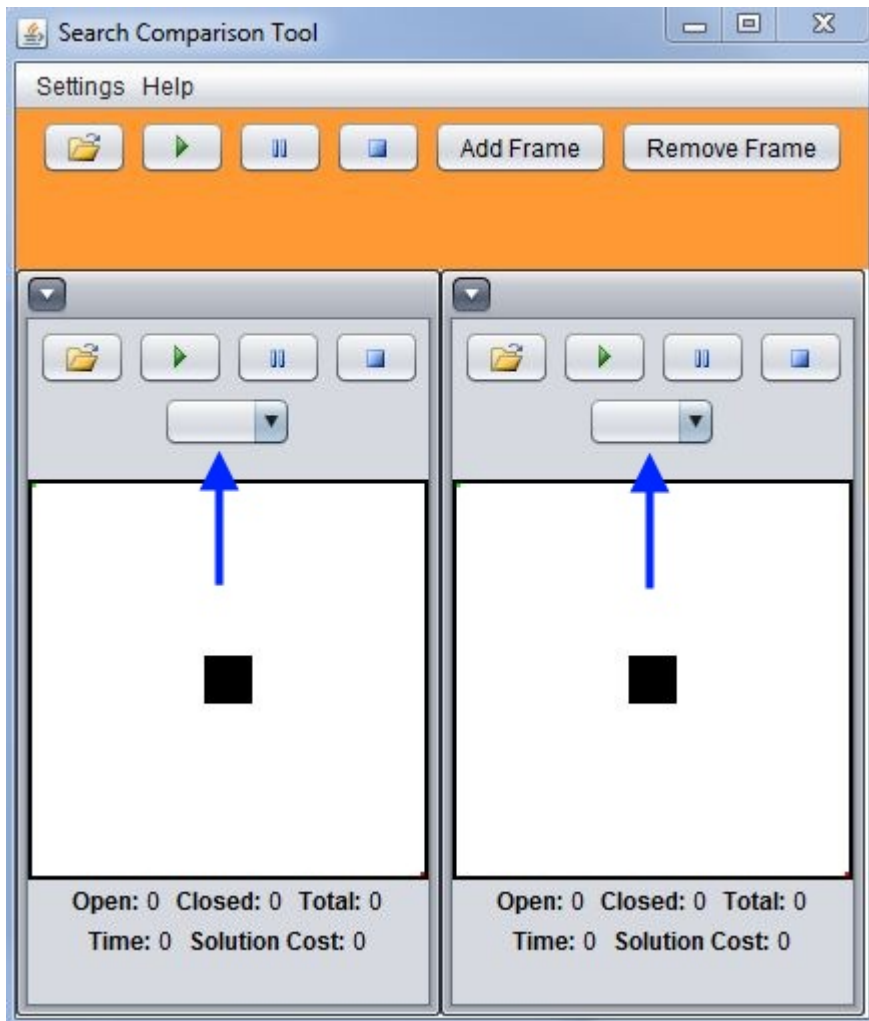 Search Comparison Tool
Settings Help
Add Frame Remove Frame
Open: 0 Closed: 0 Total: 0
Time: 0 Solution Cost: 0
Open: 0 Closed: 0 Total: 0
Time: 0 Solution Cost: 0